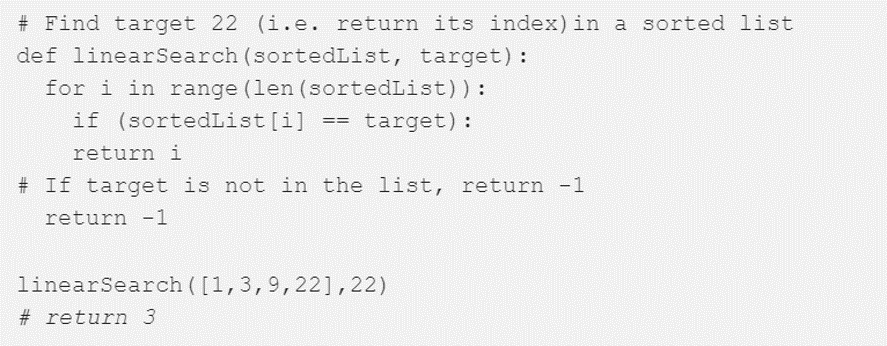 # Find target 22 (i.e. return its index)in a sorted list
def linearSearch(sortedList, target):
  for i in range(len(sortedList)):
    if (sortedList[i] == target):
    return i
# If target is not in the list, return -1
  return -1

linearSearch([1,3,9,22],22)
# return 3